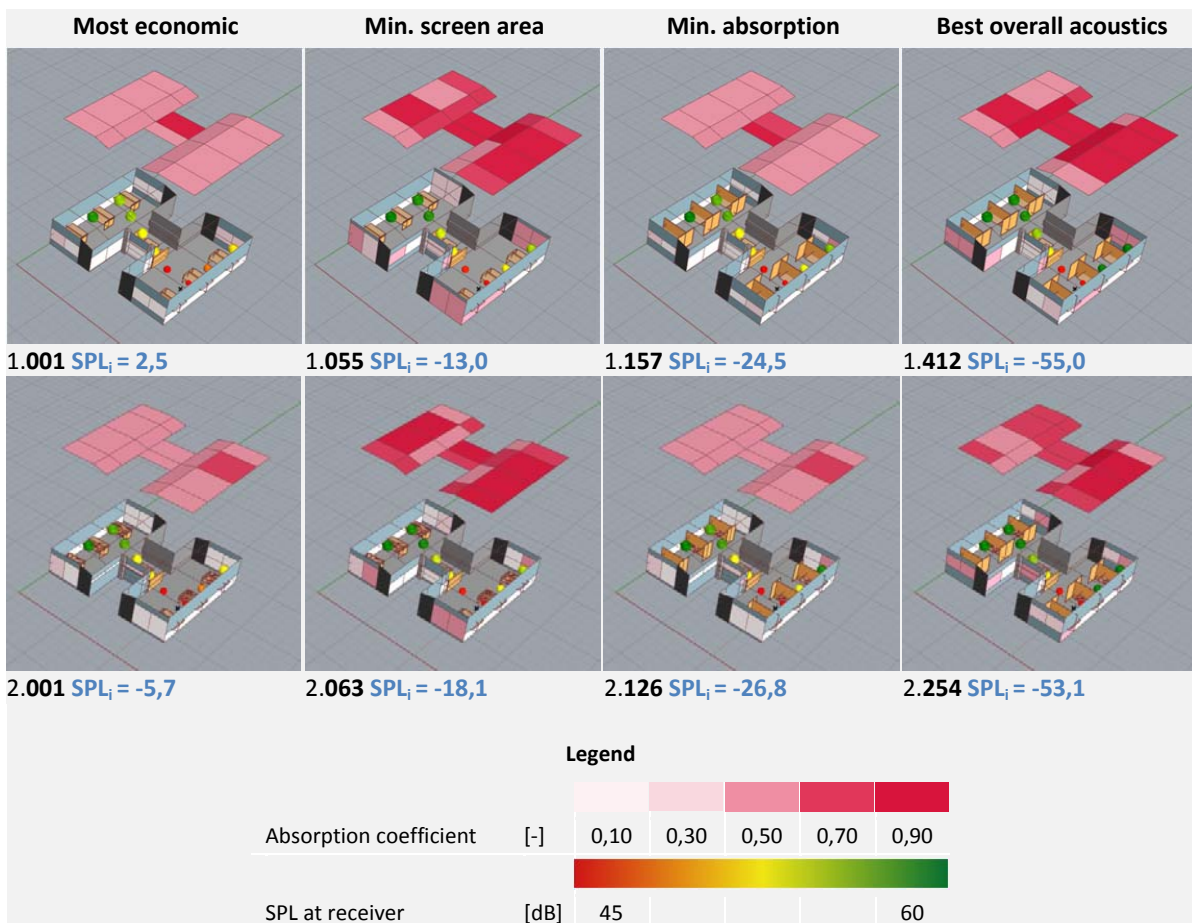 Most economic Min. screen area Min. absorption Best overall acoustics
1.001 SPLi = 2,5 1.055 SPLi = -13,0 1.157 SPLi = -24,5 1.412 SPLi = -55,0
2.001 SPLi = -5,7 2.063 SPLi = -18,1 2.126 SPLi = -26,8 2.254 SPLi = -53,1
Legend
Absorption coefficient [-] 0,10 0,30 0,50 0,70 0,90
SPL at receiver [dB] 45 60